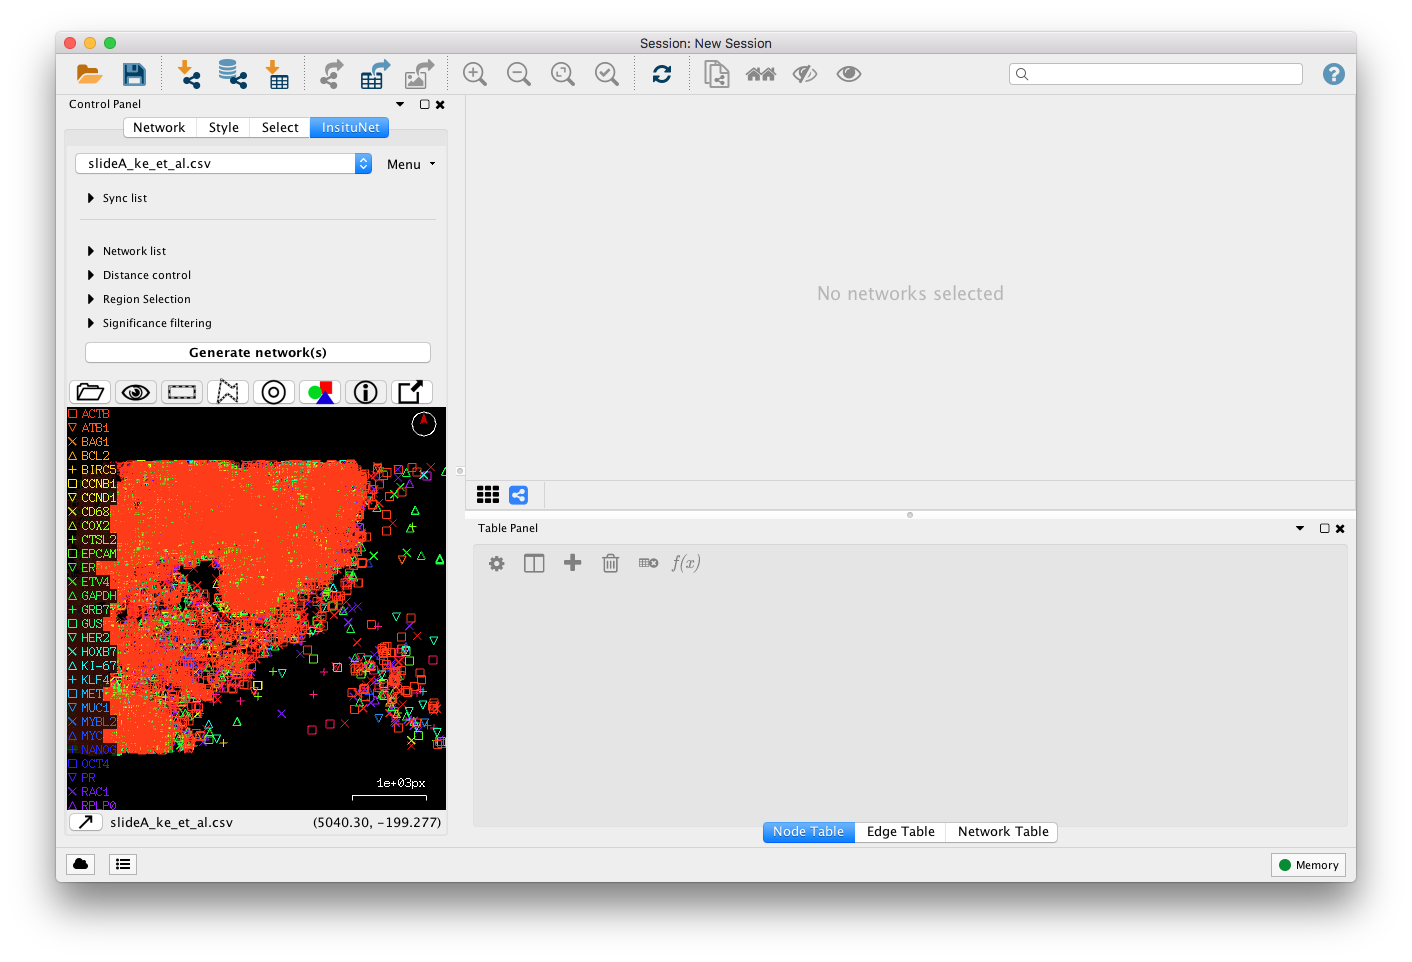 Session: New Session
?
Control Panel
Network Style Select InsituNet
slideA_ke_et_al.csv Menu
Sync list
Network list
Distance control
Region Selection
Significance filtering
Generate network(s)
ACTB
ATB1
BAG1
BCL2
BIRC5
CCNB1
CCND1
CD68
COX2
CTSL2
EPCAM
ER
ETV4
GAPDH
GRB7
GUS
HER2
HOXB7
KI-67
KLF4
MET
MUC1
MYBL2
MYC
NANOG
OCT4
PR
RAC1
RPLP0
1e+03px
slideA_ke_et_al.csv (5040.30, -199.277)
No networks selected
Table Panel
f(x)
Node Table Edge Table Network Table
Memory